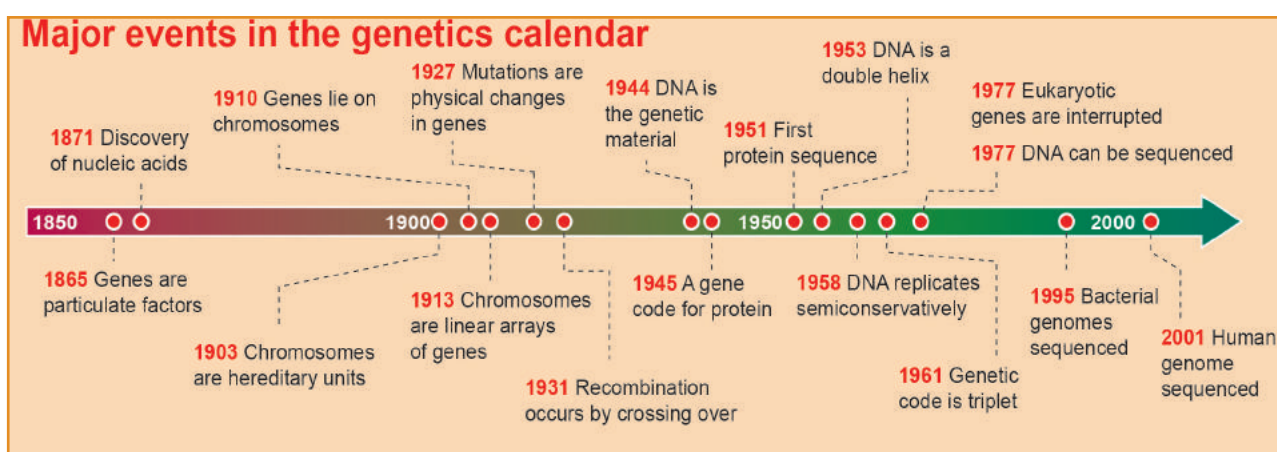 Major events in the genetics calendar
1871 Discovery
of nucleic acids
1910 Genes lie on
chromosomes
1927 Mutations are
physical changes
in genes
1944 DNA is
the genetic
material
1951 First
protein sequence
1953 DNA is a
double helix
1977 Eukaryotic
genes are interrupted
1977 DNA can be sequenced
1850 1900 1950 2000
1865 Genes are
particulate factors
1903 Chromosomes
are hereditary units
1913 Chromosomes
are linear arrays
of genes
1931 Recombination
occurs by crossing over
1945 A gene
code for protein
1958 DNA replicates
semiconservatively
1961 Genetic
code is triplet
1995 Bacterial
genomes
sequenced
2001 Human
genome
sequenced